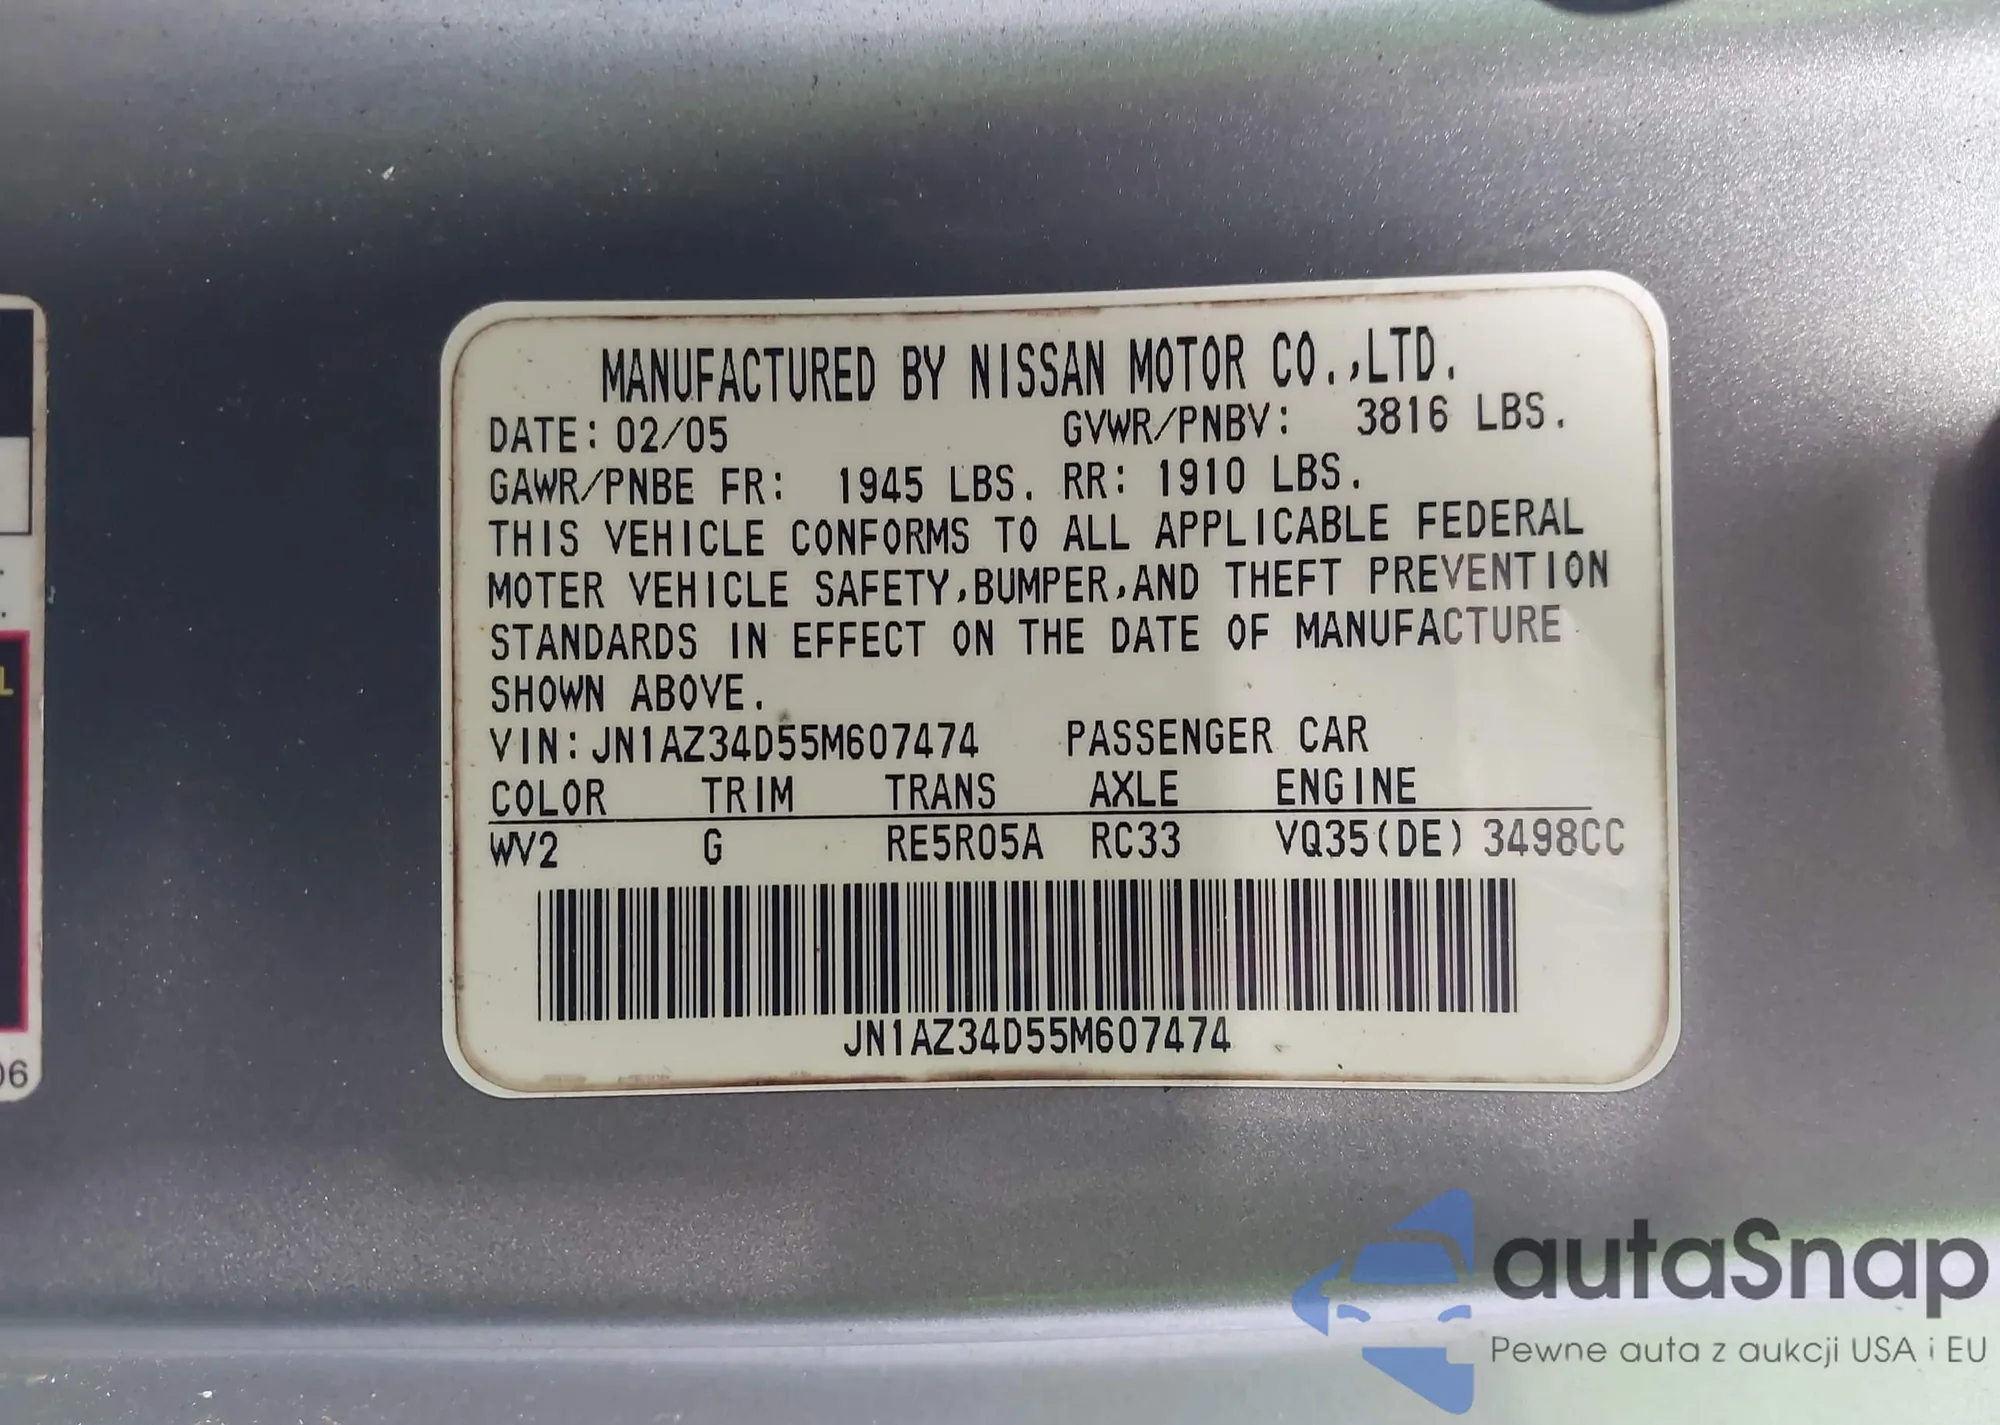 MANUFACTURED BY NISSAN MOTOR CO.,LTD.
DATE: 02/05 GVWR/PNBV: 3816 LBS.
GAWR/PNBE FR: 1945 LBS. RR: 1910 LBS.
THIS VEHICLE CONFORMS TO ALL APPLICABLE FEDERAL
MOTER VEHICLE SAFETY,BUMPER,AND THEFT PREVENTION
STANDARDS IN EFFECT ON THE DATE OF MANUFACTURE
SHOWN ABOVE.
VIN: JN1AZ34D55M607474 PASSENGER CAR
COLOR TRIM TRANS AXLE ENGINE
WV2 G RE5R05A RC33 VQ35(DE) 3498CC
JN1AZ34D55M607474
L
06
autaSnap
Pewne auta z aukcji USA i EU